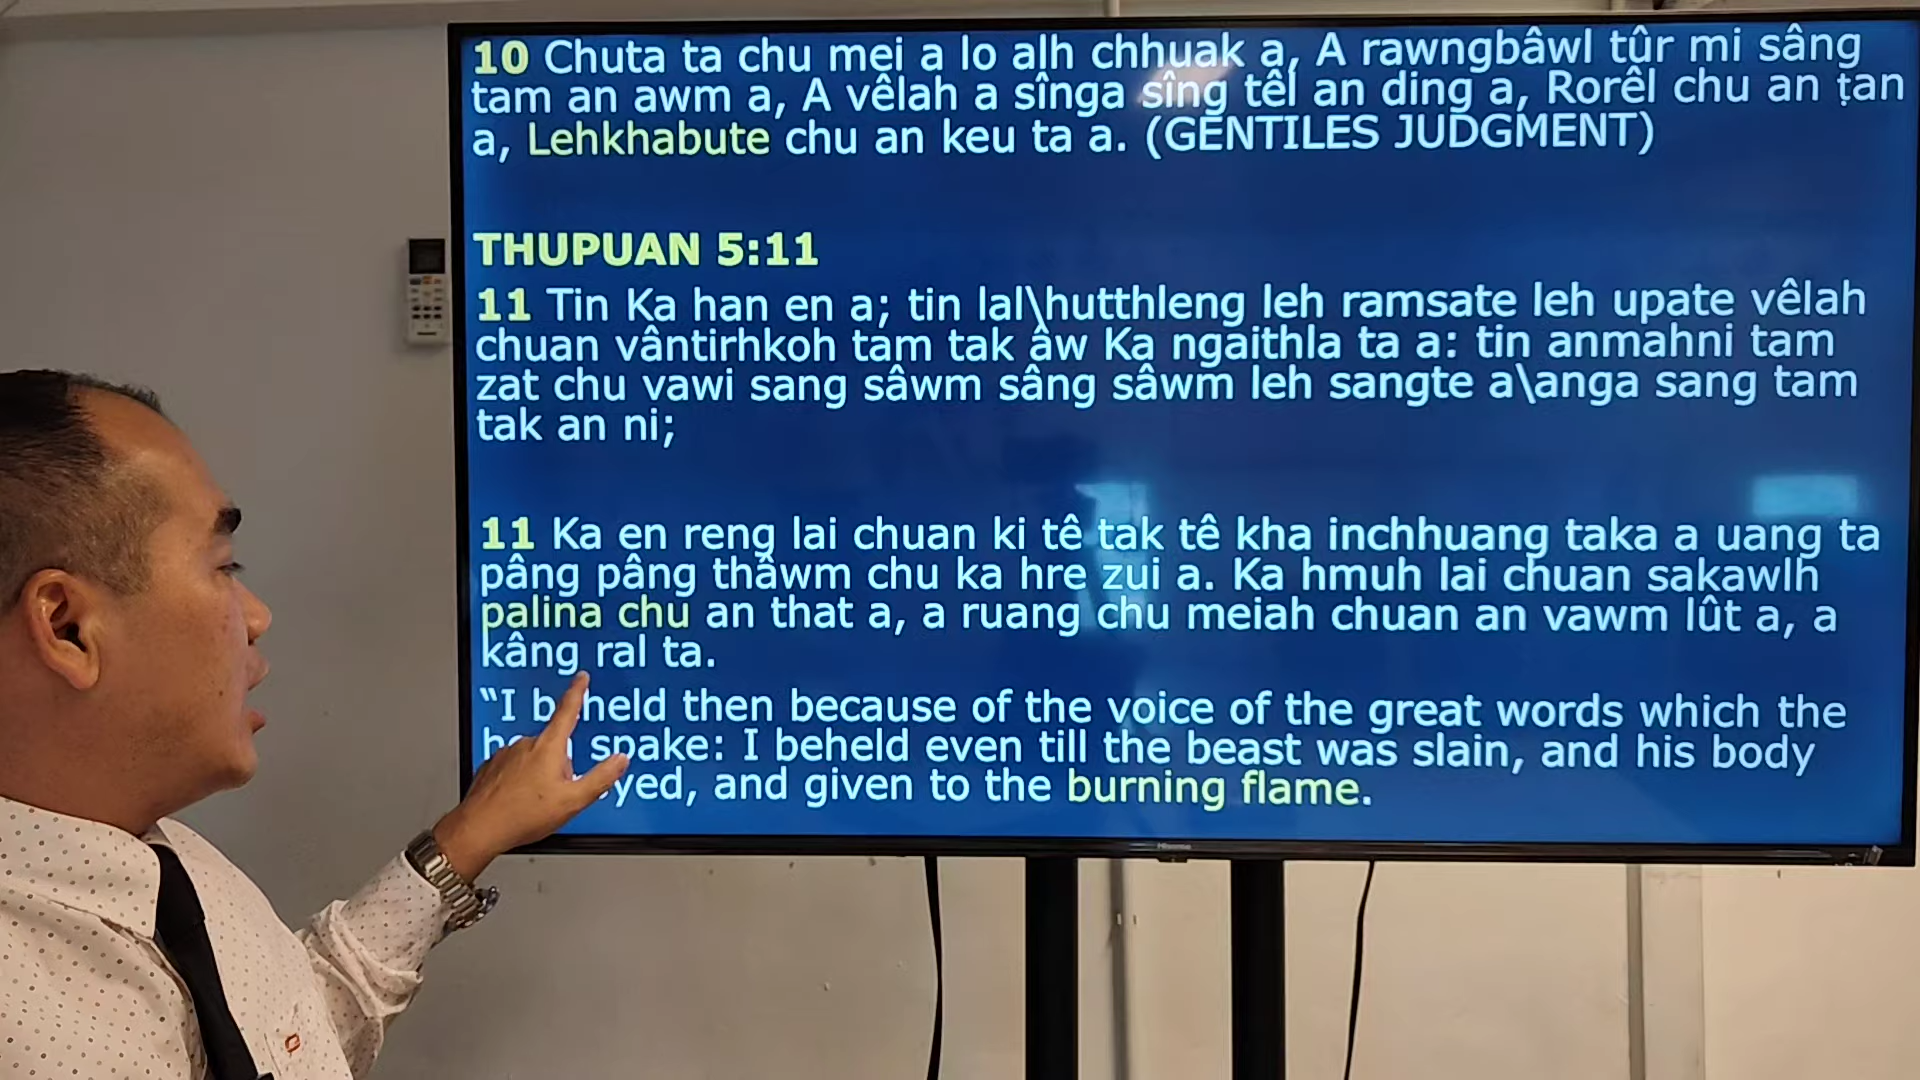 10 Chuta ta chu mei a lo alh chhuak a, A rawngbâwl tûr mi sâng
tam an awm a, A vêlah a sînga sîng têl an ding a, Rorêl chu an ṭan
a, Lehkhabute chu an keu ta a. (GENTILES JUDGMENT)
THUPUAN 5:11
11 Tin Ka han en a; tin lal\hutthleng leh ramsate leh upate vêlah
chuan vântirhkoh tam tak âw Ka ngaithla ta a: tin anmahni tam
zat chu vawi sang sâwm sâng sâwm leh sangte a\anga sang tam
tak an ni;
11 Ka en reng lai chuan ki tê tak tê kha inchhuang taka a uang ta
pâng pâng thâwm chu ka hre zui a. Ka hmuh lai chuan sakawlh
palina chu an that a, a ruang chu meiah chuan an vawm lût a, a
kâng ral ta.
“I beheld then because of the voice of the great words which the
spake: I beheld even till the beast was slain, and his body
and given to the burning flame.
Hisense